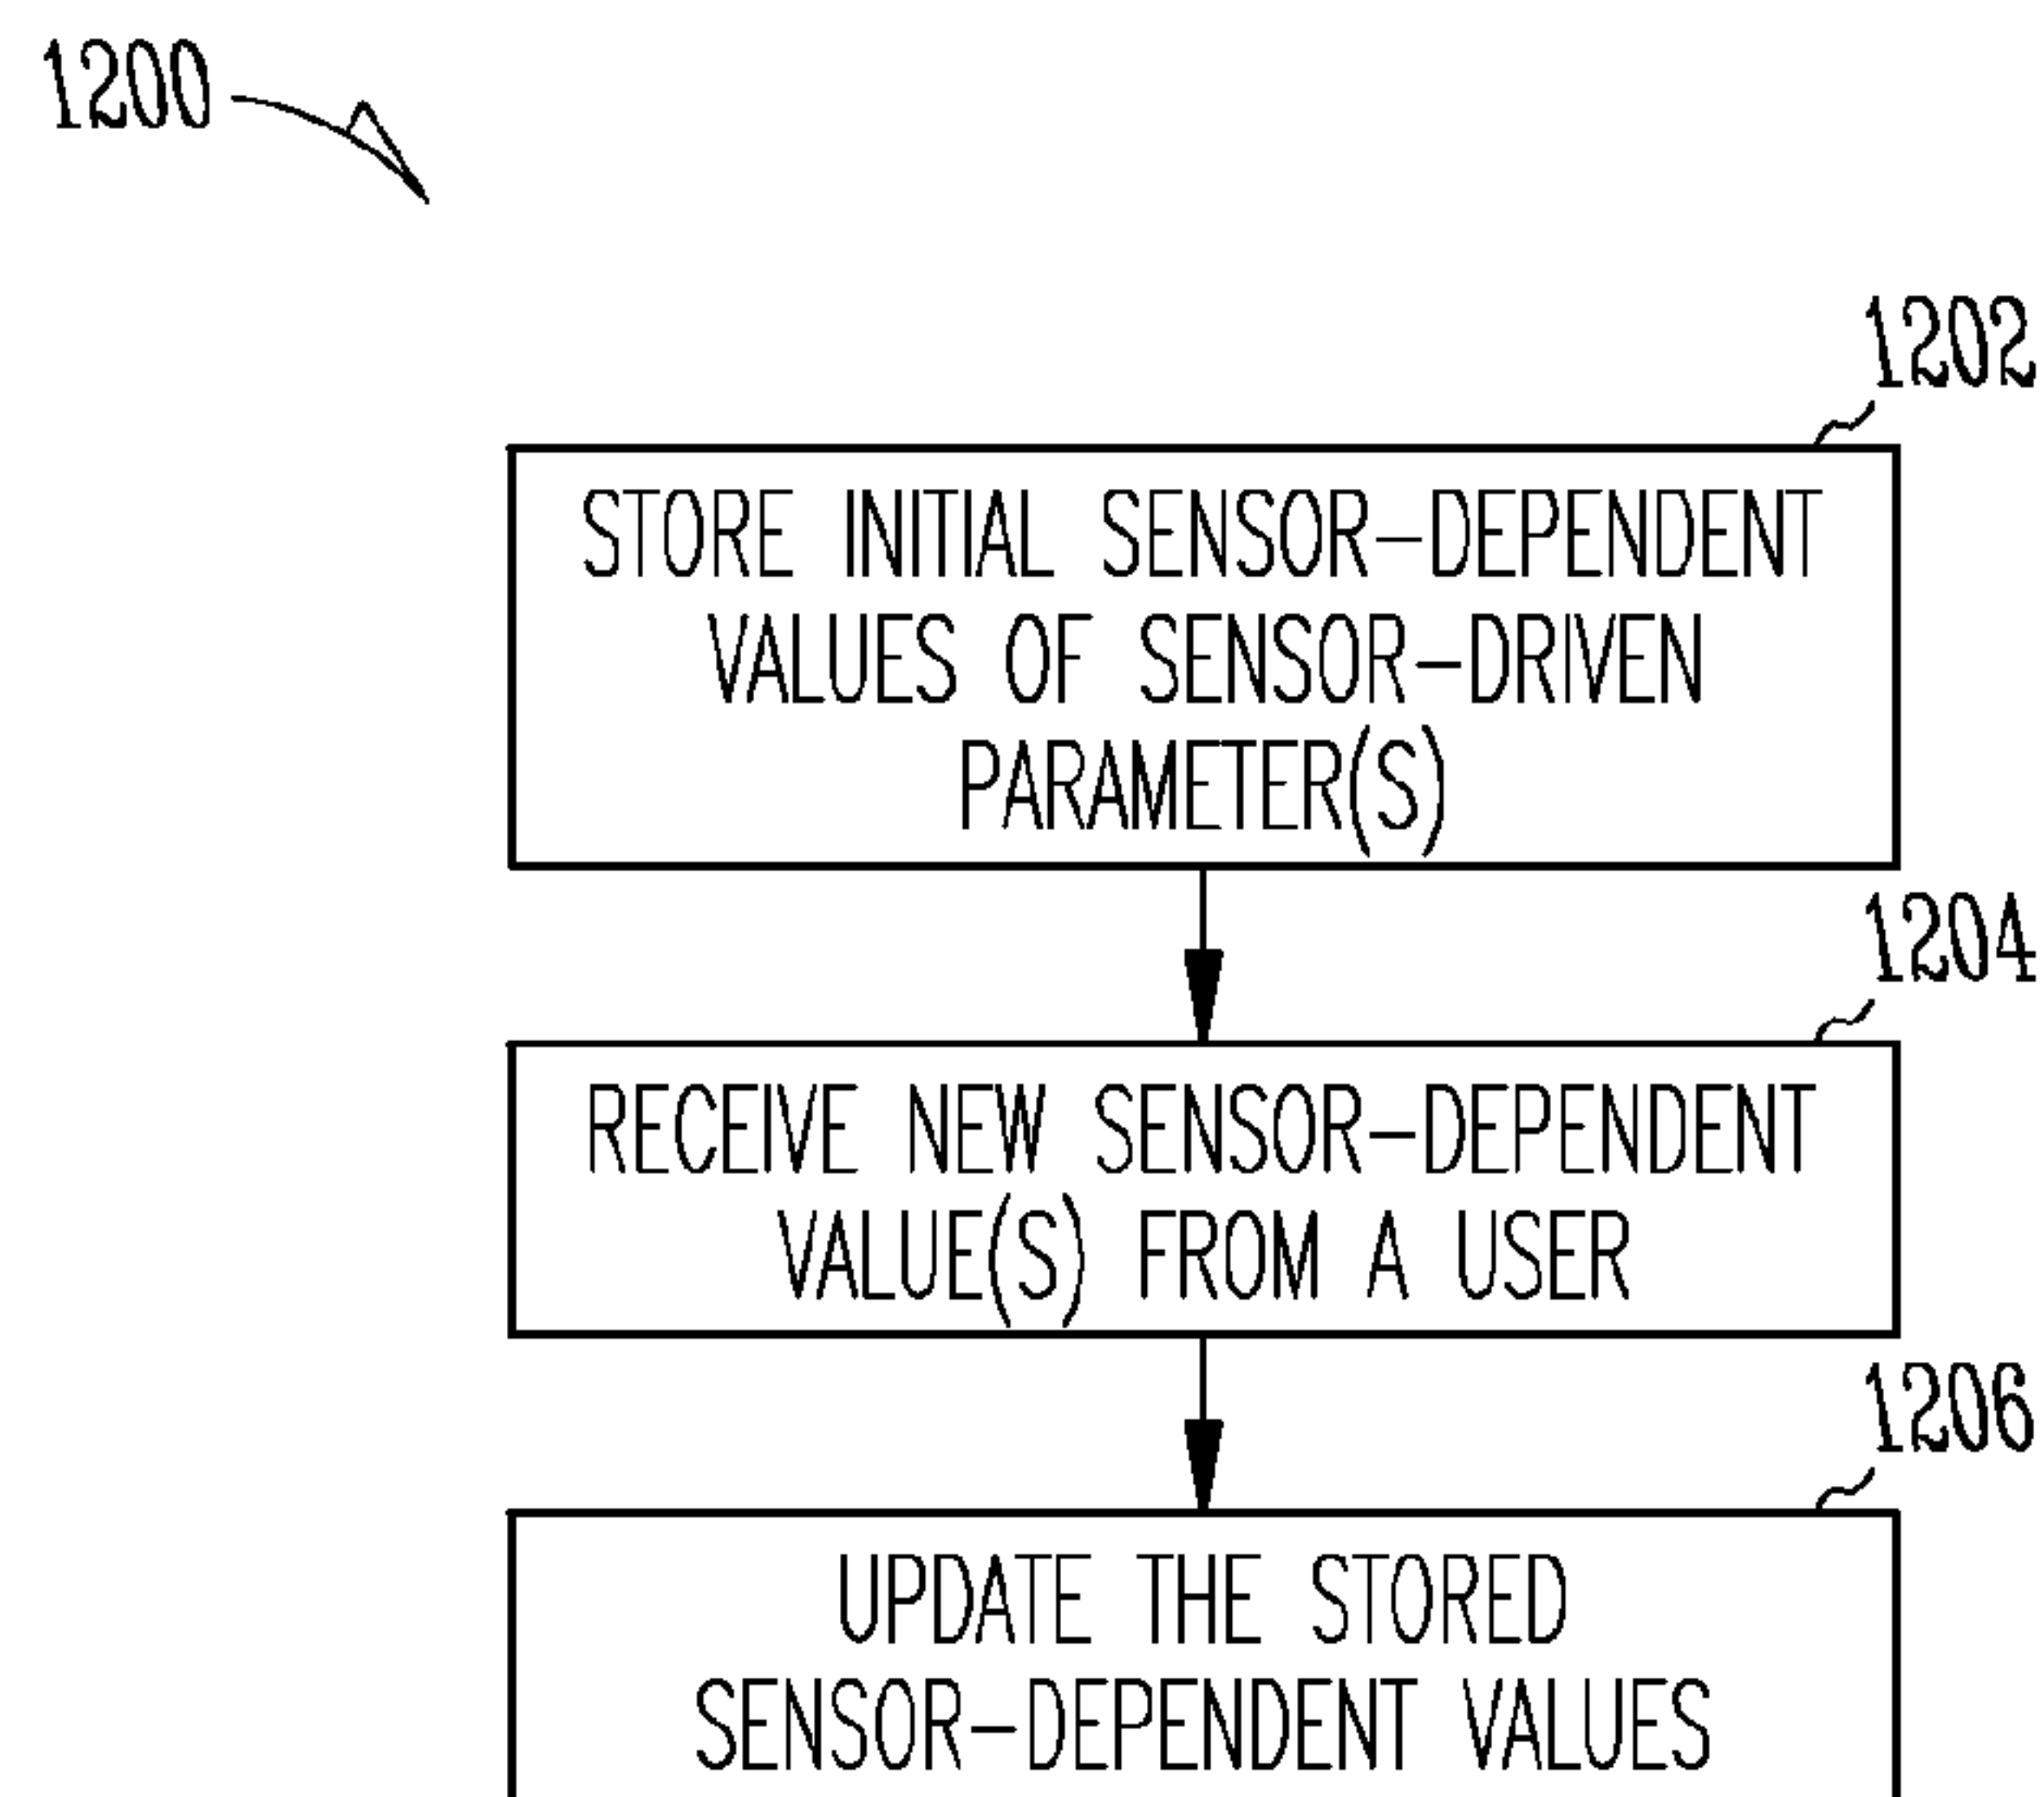 1200
1202
STORE INITIAL SENSOR-DEPENDENT
VALUES OF SENSOR-DRIVEN
PARAMETER(S)
1204
RECEIVE NEW SENSOR-DEPENDENT
VALUE(S) FROM A USER
1206
UPDATE THE STORED
SENSOR-DEPENDENT VALUES